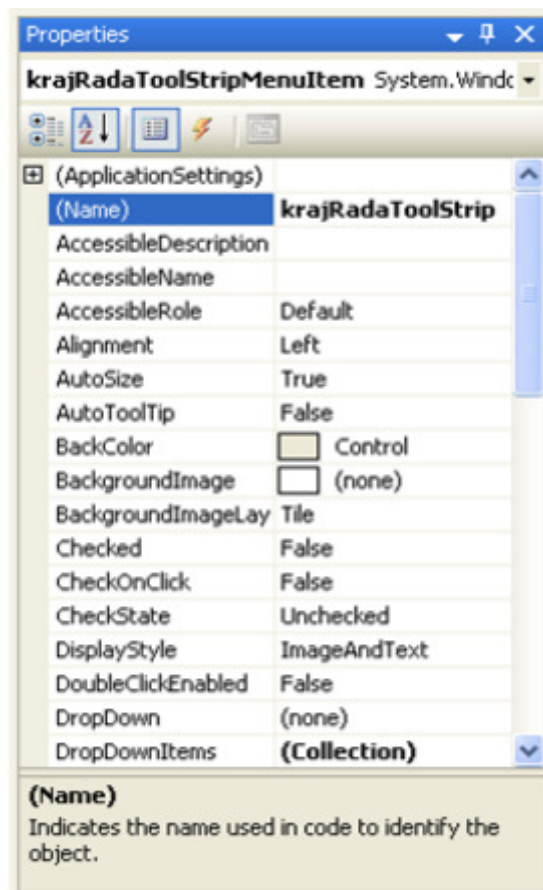 Properties
krajRadaToolStripMenuItem System.Windc
(ApplicationSettings)
(Name) krajRadaToolStrip
AccessibleDescription
AccessibleName
AccessibleRole Default
Alignment Left
AutoSize True
AutoToolTip False
BackColor Control
BackgroundImage (none)
BackgroundImageLay Tile
Checked False
CheckOnClick False
CheckState Unchecked
DisplayStyle ImageAndText
DoubleClickEnabled False
DropDown (none)
DropDownItems (Collection)
(Name)
Indicates the name used in code to identify the
object.